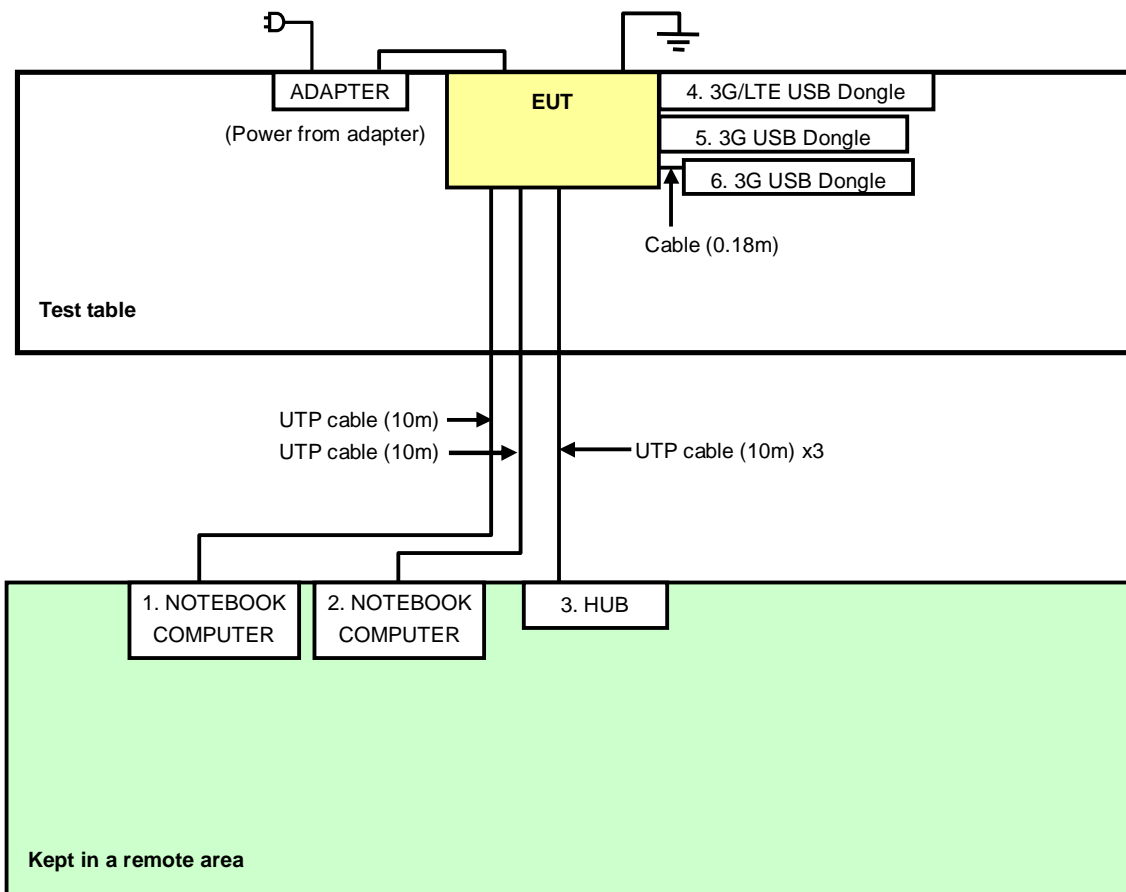 ADAPTER
(Power from adapter)
EUT
4. 3G/LTE USB Dongle
5. 3G USB Dongle
6. 3G USB Dongle
Cable (0.18m)
Test table
UTP cable (10m)
UTP cable (10m)
UTP cable (10m) x3
1. NOTEBOOK
COMPUTER
2. NOTEBOOK
COMPUTER
3. HUB
Kept in a remote area